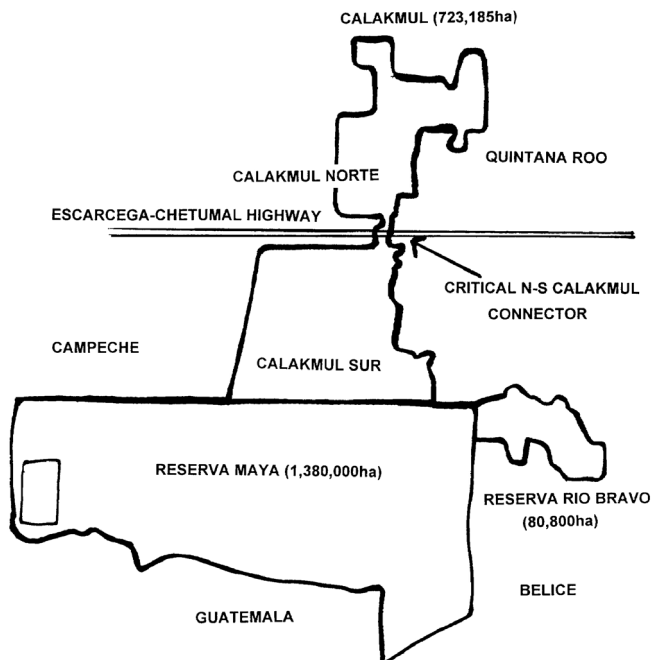 CALAKMUL (723,185ha)
QUINTANA ROO
CALAKMUL NORTE
ESCARCEGA-CHETUMAL HIGHWAY
CRITICAL N-S CALAKMUL
CONNECTOR
CAMPECHE
CALAKMUL SUR
RESERVA MAYA (1,380,000ha)
RESERVA RIO BRAVO
(80,800ha)
BELICE
GUATEMALA